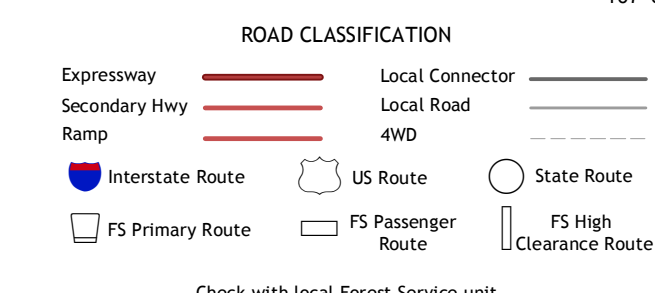 ROAD CLASSIFICATION
Expressway
Local Connector
Secondary Hwy
Local Road
Ramp
4WD
Interstate Route
US Route
State Route
FS Primary Route
FS Passenger
Route
FS High
Clearance Route
Check with local Forest Service unit